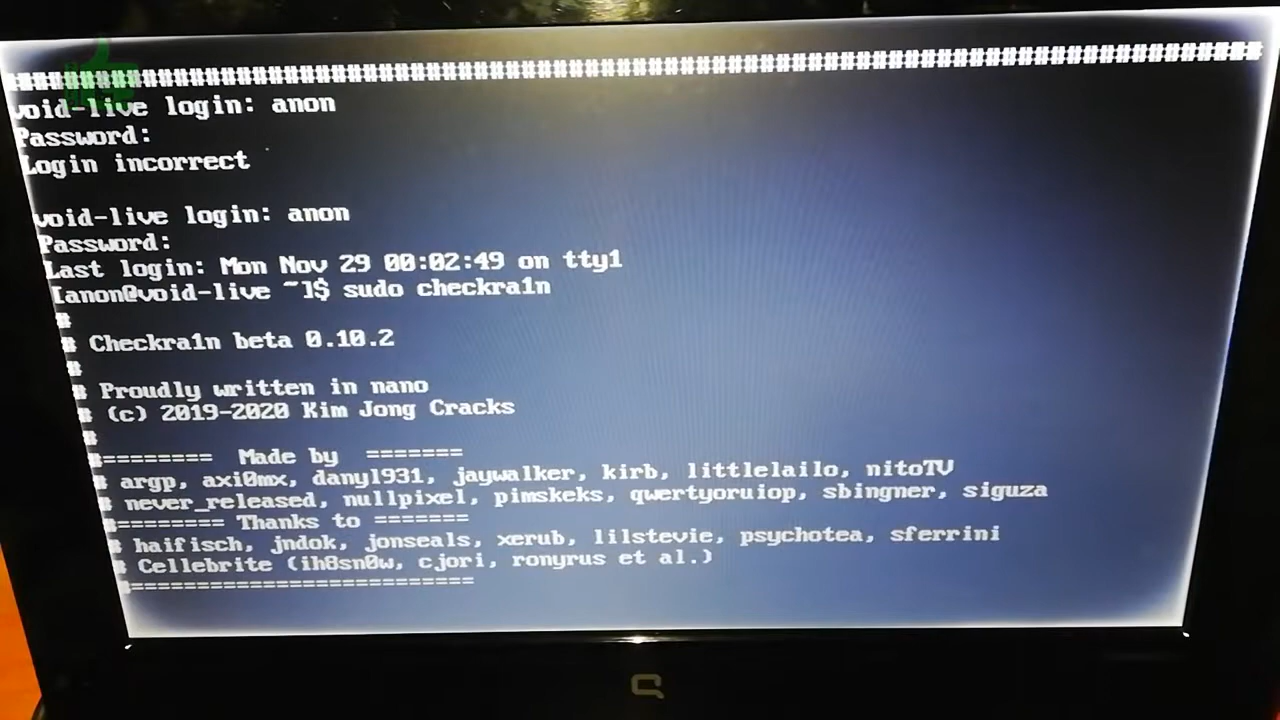 ################################################################################
void-live login: anon
Password:
Login incorrect
void-live login: anon
Password:
Last login: Mon Nov 29 00:02:49 on tty1
[anon@void-live ~]$ sudo checkra1n
#
# Checkra1n beta 0.10.2
#
# Proudly written in nano
# (c) 2019-2020 Kim Jong Cracks
#
#======== Made by =======
# argp, axi0mx, danyl931, jaywalker, kirb, littlelailo, nitoTV
# never_released, nullpixel, pimskeks, qwertyoruiop, sbingner, siguza
#======== Thanks to =======
# haifisch, jndok, jonseals, xerub, lilstevie, psychotea, sferrini
# Cellebrite (ih8sn0w, cjori, ronyrus et al.)
#==========================